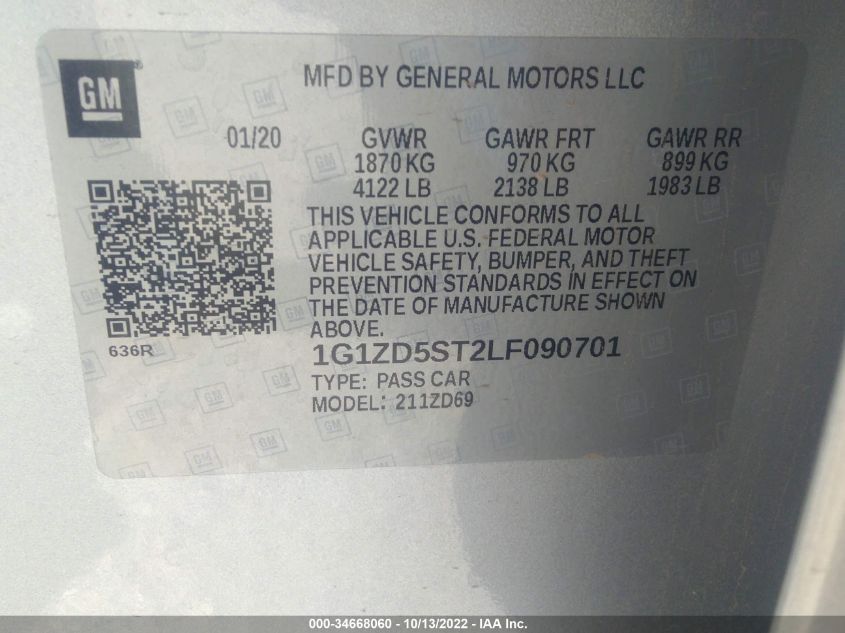 GM
MFD BY GENERAL MOTORS LLC
01/20 GVWR GAWR FRT GAWR RR
1870 KG 970 KG 899 KG
4122 LB 2138 LB 1983 LB
THIS VEHICLE CONFORMS TO ALL
APPLICABLE U.S. FEDERAL MOTOR
VEHICLE SAFETY, BUMPER, AND THEFT
PREVENTION STANDARDS IN EFFECT ON
THE DATE OF MANUFACTURE SHOWN
ABOVE.
636R
1G1ZD5ST2LF090701
TYPE: PASS CAR
MODEL: 211ZD69
000-34668060 - 10/13/2022 - IAA Inc.